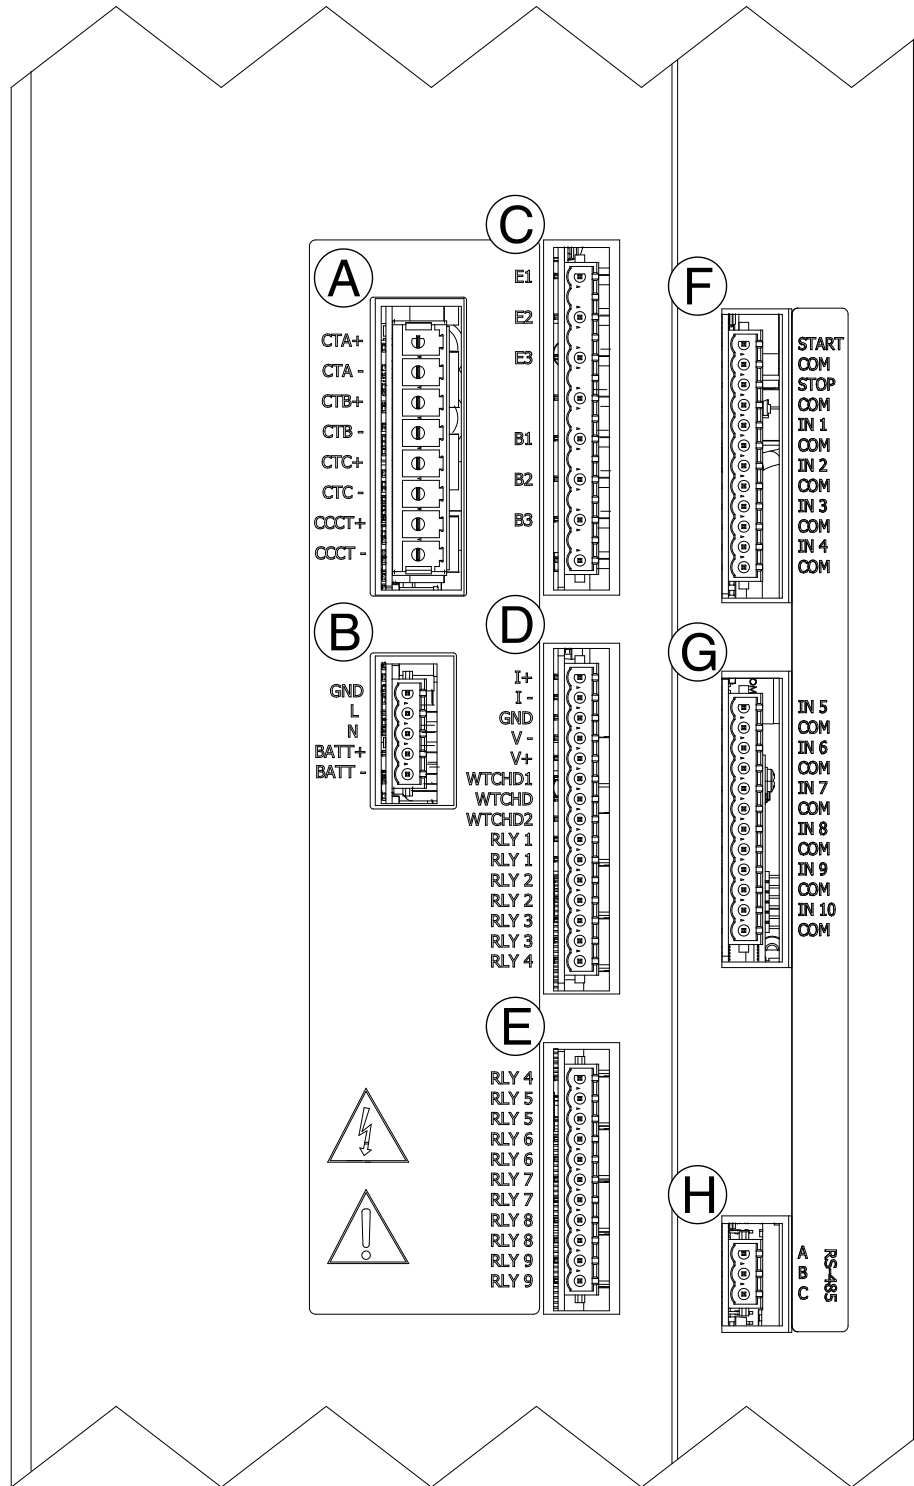 A
CTA+
CTA -
CTB+
CTB -
CTC+
CTC -
CCCT+
CCCT -
B
GND
L
N
BATT+
BATT -
C
E1
E2
E3
B1
B2
B3
D
I+
I -
GND
V -
V+
WTCHD1
WTCHD
WTCHD2
RLY 1
RLY 1
RLY 2
RLY 2
RLY 3
RLY 3
RLY 4
E
RLY 4
RLY 5
RLY 5
RLY 6
RLY 6
RLY 7
RLY 7
RLY 8
RLY 8
RLY 9
RLY 9
F
START
COM
STOP
COM
IN 1
COM
IN 2
COM
IN 3
COM
IN 4
COM
G
OM
IN 5
COM
IN 6
COM
IN 7
COM
IN 8
COM
IN 9
COM
IN 10
COM
H
A
B
C
RS-485